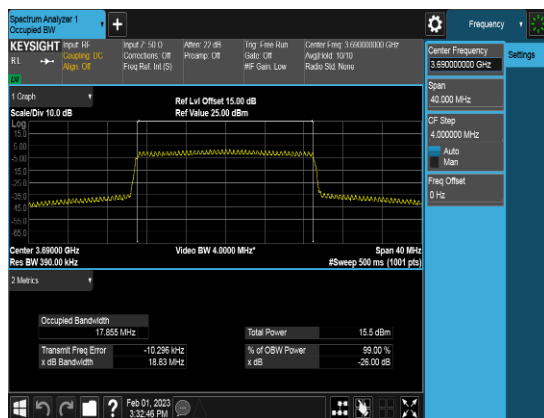 Spectrum Analyzer 1
Occupied BW
+
Frequency
KEYSIGHT Input: RF Input Z: 50 Ω Atten: 22 dB Trig: Free Run Center Freq: 3.690000000 GHz
RL Coupling: DC Corrections: Off Preamp: Off Gate: Off Avg|Hold: 10/10
Align: Off Freq Ref: Int (S) #IF Gain: Low Radio Std: None
LV
Center Frequency
3.690000000 GHz
Settings
Span
40.000 MHz
CF Step
4.000000 MHz
Auto
Man
Freq Offset
0 Hz
1 Graph
Scale/Div 10.0 dB
Ref Lvl Offset 15.00 dB
Ref Value 25.00 dBm
Log
15.0
5.00
-5.00
-15.0
-25.0
-35.0
-45.0
-55.0
-65.0
Center 3.69000 GHz Video BW 4.0000 MHz* Span 40 MHz
Res BW 390.00 kHz #Sweep 500 ms (1001 pts)
2 Metrics
Occupied Bandwidth
17.855 MHz
Total Power 15.5 dBm
Transmit Freq Error -10.296 kHz % of OBW Power 99.00 %
x dB Bandwidth 18.83 MHz x dB -26.00 dB
?
Feb 01, 2023
3:32:46 PM